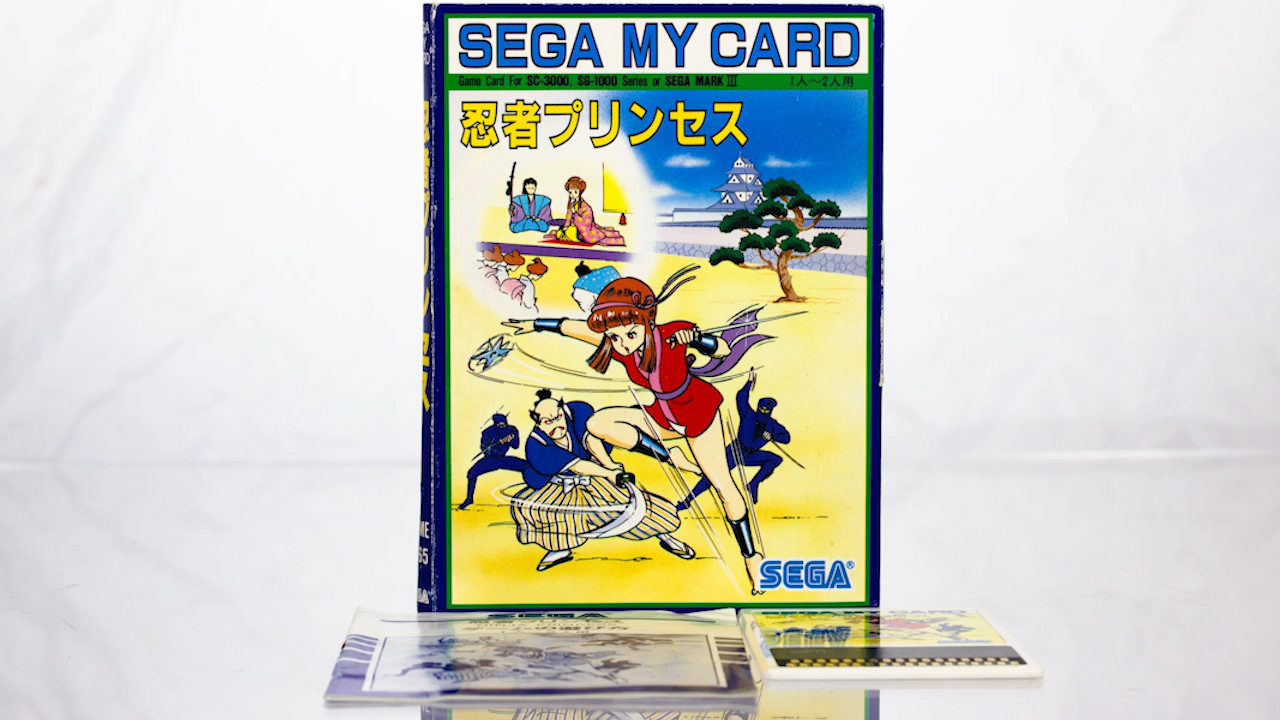 SEGA MY CARD
Game Card For SC-3000, SG-1000 Series or SEGA MARK III
1人～2人用
忍者プリンセス
SEGA®
SEGA